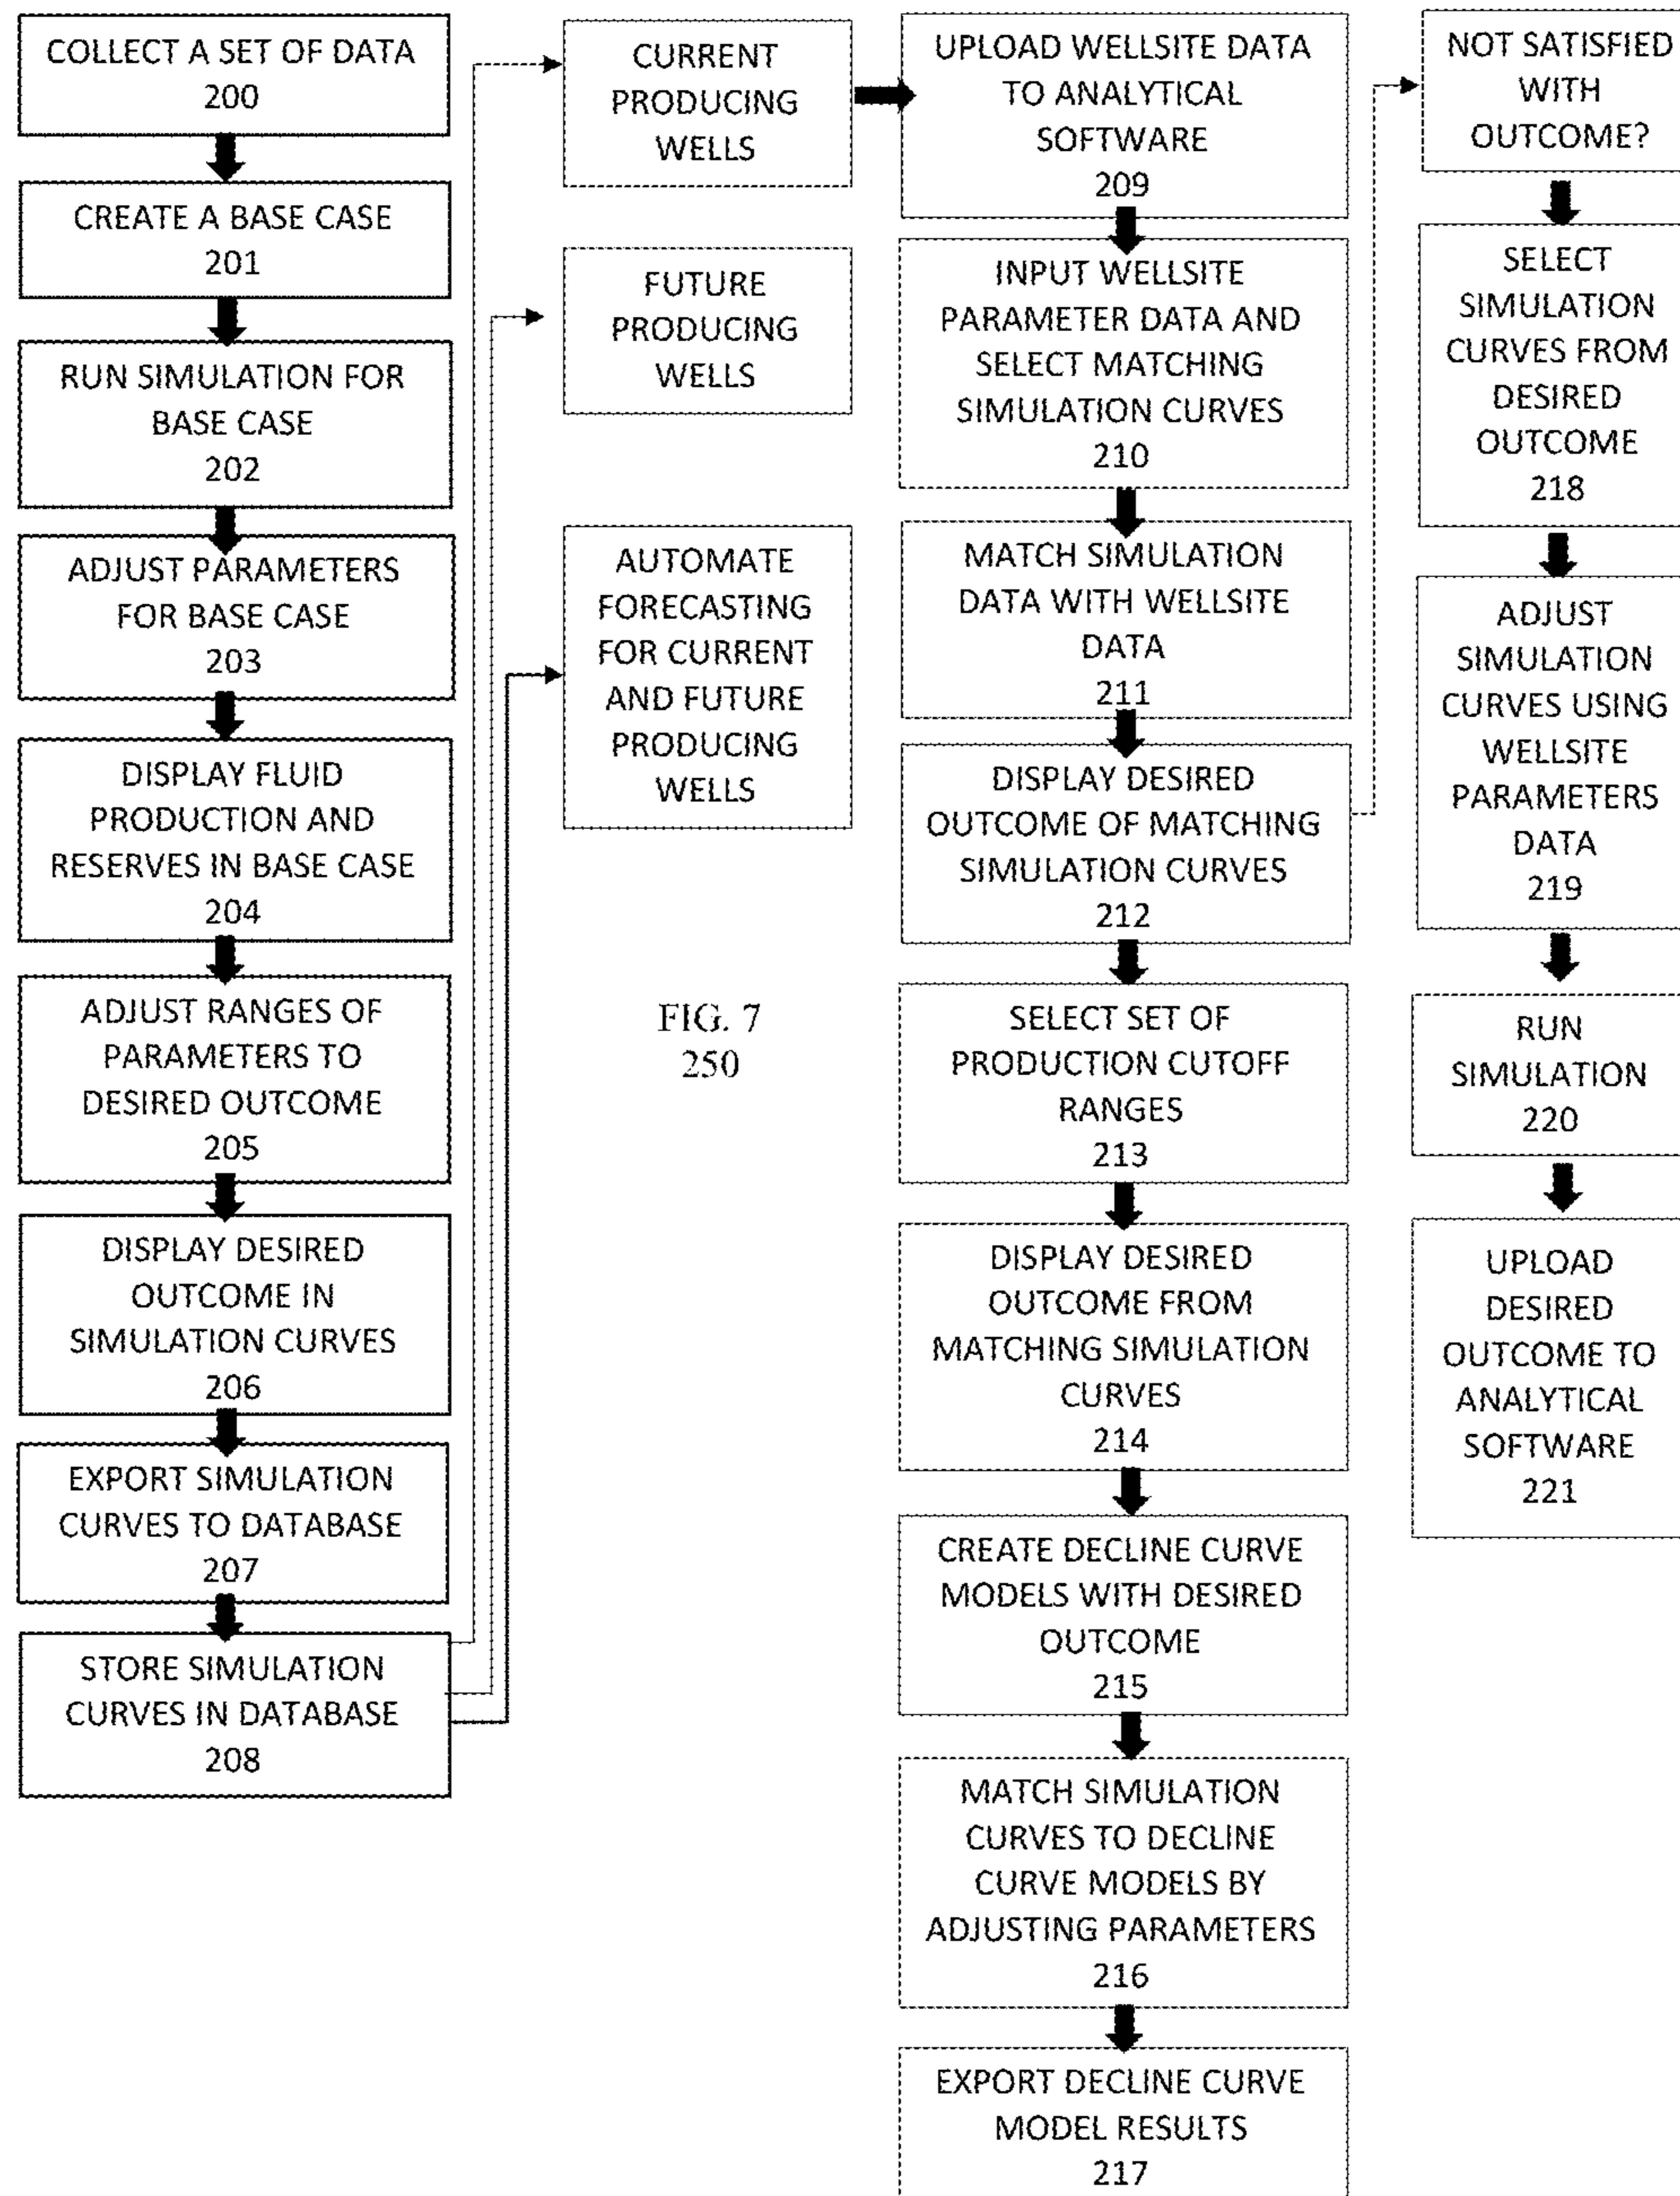 COLLECT A SET OF DATA
200
CREATE A BASE CASE
201
RUN SIMULATION FOR
BASE CASE
202
ADJUST PARAMETERS
FOR BASE CASE
203
DISPLAY FLUID
PRODUCTION AND
RESERVES IN BASE CASE
204
ADJUST RANGES OF
PARAMETERS TO
DESIRED OUTCOME
205
DISPLAY DESIRED
OUTCOME IN
SIMULATION CURVES
206
EXPORT SIMULATION
CURVES TO DATABASE
207
STORE SIMULATION
CURVES IN DATABASE
208
CURRENT
PRODUCING
WELLS
FUTURE
PRODUCING
WELLS
AUTOMATE
FORECASTING
FOR CURRENT
AND FUTURE
PRODUCING
WELLS
FIG. 7
250
UPLOAD WELLSITE DATA
TO ANALYTICAL
SOFTWARE
209
INPUT WELLSITE
PARAMETER DATA AND
SELECT MATCHING
SIMULATION CURVES
210
MATCH SIMULATION
DATA WITH WELLSITE
DATA
211
DISPLAY DESIRED
OUTCOME OF MATCHING
SIMULATION CURVES
212
SELECT SET OF
PRODUCTION CUTOFF
RANGES
213
DISPLAY DESIRED
OUTCOME FROM
MATCHING SIMULATION
CURVES
214
CREATE DECLINE CURVE
MODELS WITH DESIRED
OUTCOME
215
MATCH SIMULATION
CURVES TO DECLINE
CURVE MODELS BY
ADJUSTING PARAMETERS
216
EXPORT DECLINE CURVE
MODEL RESULTS
217
NOT SATISFIED
WITH
OUTCOME?
SELECT
SIMULATION
CURVES FROM
DESIRED
OUTCOME
218
ADJUST
SIMULATION
CURVES USING
WELLSITE
PARAMETERS
DATA
219
RUN
SIMULATION
220
UPLOAD
DESIRED
OUTCOME TO
ANALYTICAL
SOFTWARE
221